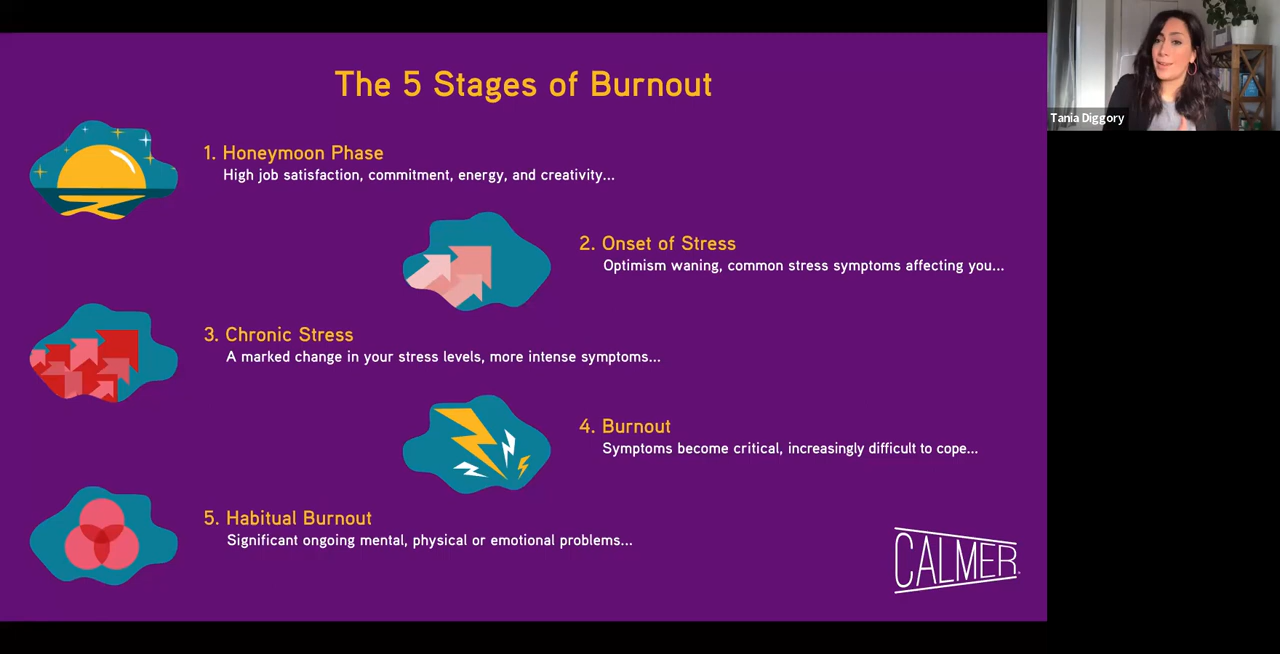 The 5 Stages of Burnout
Tania Diggory
1. Honeymoon Phase
High job satisfaction, commitment, energy, and creativity...
2. Onset of Stress
Optimism waning, common stress symptoms affecting you...
3. Chronic Stress
A marked change in your stress levels, more intense symptoms...
4. Burnout
Symptoms become critical, increasingly difficult to cope...
5. Habitual Burnout
Significant ongoing mental, physical or emotional problems...
CALMER